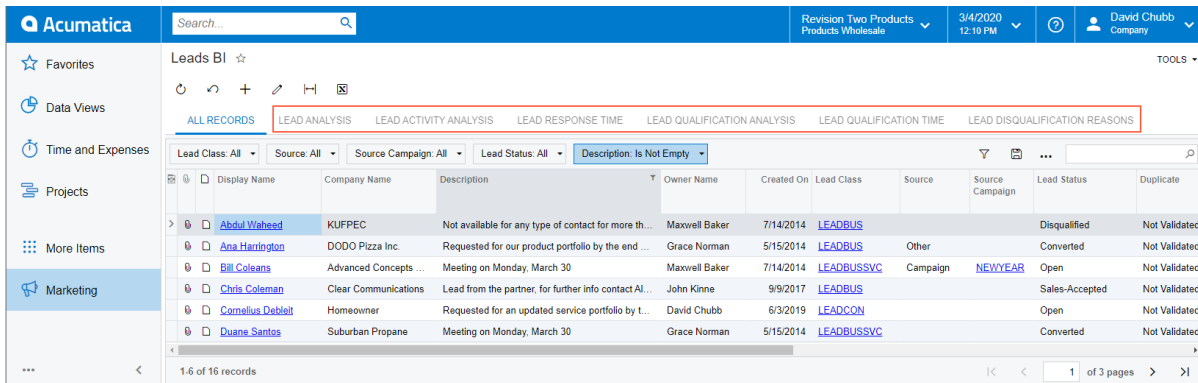 Acumatica
Search...
Revision Two Products
Products Wholesale
3/4/2020
12:10 PM
David Chubb
Company
Favorites
Data Views
Time and Expenses
Projects
More Items
Marketing
Leads BI
TOOLS
ALL RECORDS LEAD ANALYSIS LEAD ACTIVITY ANALYSIS LEAD RESPONSE TIME LEAD QUALIFICATION ANALYSIS LEAD QUALIFICATION TIME LEAD DISQUALIFICATION REASONS
Lead Class: All Source: All Source Campaign: All Lead Status: All Description: Is Not Empty
Display Name Company Name Description Owner Name Created On Lead Class Source Source Campaign Lead Status Duplicate
Abdul Waheed KUFPEC Not available for any type of contact for more th... Maxwell Baker 7/14/2014 LEADBUS Disqualified Not Validated
Ana Harrington DODO Pizza Inc. Requested for our product portfolio by the end ... Grace Norman 5/15/2014 LEADBUS Other Converted Not Validated
Bill Coleans Advanced Concepts ... Meeting on Monday, March 30 Maxwell Baker 7/14/2014 LEADBUSSVC Campaign NEWYEAR Open Not Validated
Chris Coleman Clear Communications Lead from the partner, for further info contact Al... John Kinne 9/9/2017 LEADBUS Sales-Accepted Not Validated
Cornelius Debleit Homeowner Requested for an updated service portfolio by t... David Chubb 6/3/2019 LEADCON Open Not Validated
Duane Santos Suburban Propane Meeting on Monday, March 30 Grace Norman 5/15/2014 LEADBUSSVC Converted Not Validated
1-6 of 16 records
1 of 3 pages